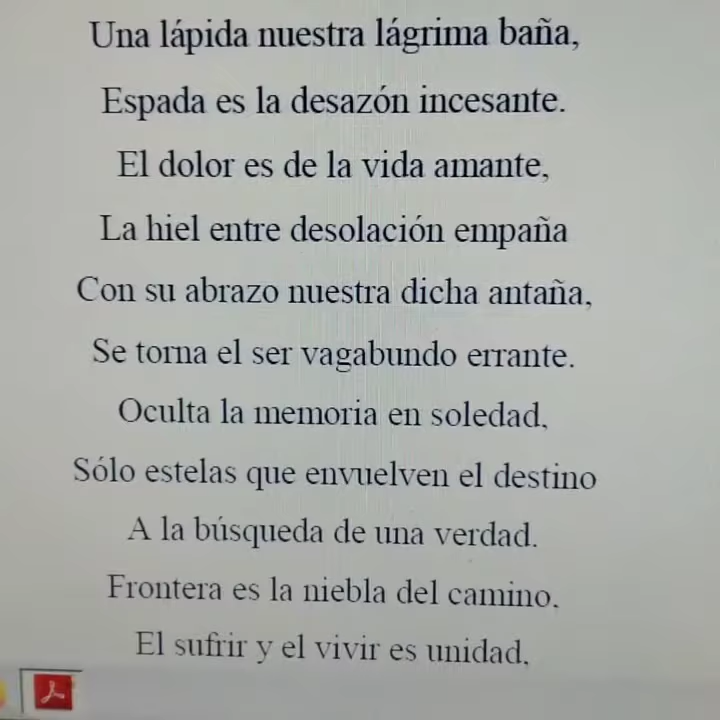 Una lápida nuestra lágrima baña,
Espada es la desazón incesante.
El dolor es de la vida amante,
La hiel entre desolación empaña
Con su abrazo nuestra dicha antaña,
Se torna el ser vagabundo errante.
Oculta la memoria en soledad,
Sólo estelas que envuelven el destino
A la búsqueda de una verdad.
Frontera es la niebla del camino,
El sufrir y el vivir es unidad,